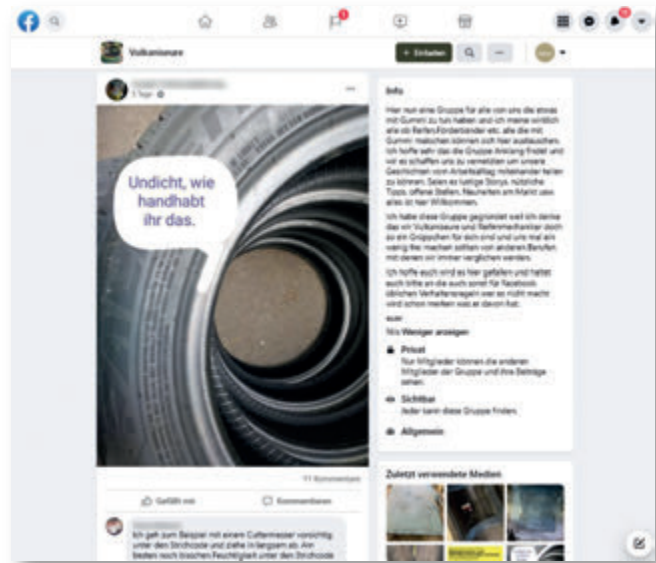 Vulkaniseure
+ Einladen
5 Tage
Undicht, wie
handhabt
ihr das.
11 Kommentare
Gefällt mir
Kommentieren
Ich geh zum Beispiel mit einem Cuttermesser vorsichtig
unter den Strichcode und ziehe in langsam ab. Am
besten noch bisschen Feuchtigkeit unter den Strichcode
Info
Hier nun eine Gruppe für alle von uns die etwas
mit Gummi zu tun haben und ich meine wirklich
alle ob Reifen,Förderbänder etc. alle die mit
Gummi matschen können sich hier austauschen.
Ich hoffe sehr das die Gruppe Anklang findet und
wir es schaffen uns zu vernetzten um unsere
Geschichten vom Arbeitsalltag miteinander teilen
zu können. Seien es lustige Storys, nützliche
Tipps, offene Stellen, Neuheiten am Markt usw.
alles ist hier Willkommen.
Ich habe diese Gruppe gegründet weil ich denke
das wir Vulkaniseure und Reifenmechaniker doch
so ein Grüppchen für sich sind und uns mal ein
wenig frei machen sollten von anderen Berufen
mit denen wir immer verglichen werden.
Ich hoffe euch wird es hier gefallen und haltet
euch bitte an die auch sonst für Facebook
üblichen Verhaltensregeln wer es nicht macht
wird schon merken was er davon hat.
euer
Nils Weniger anzeigen
Privat
Nur Mitglieder können die anderen
Mitglieder der Gruppe und ihre Beiträge
sehen.
Sichtbar
Jeder kann diese Gruppe finden.
Allgemein
Zuletzt verwendete Medien